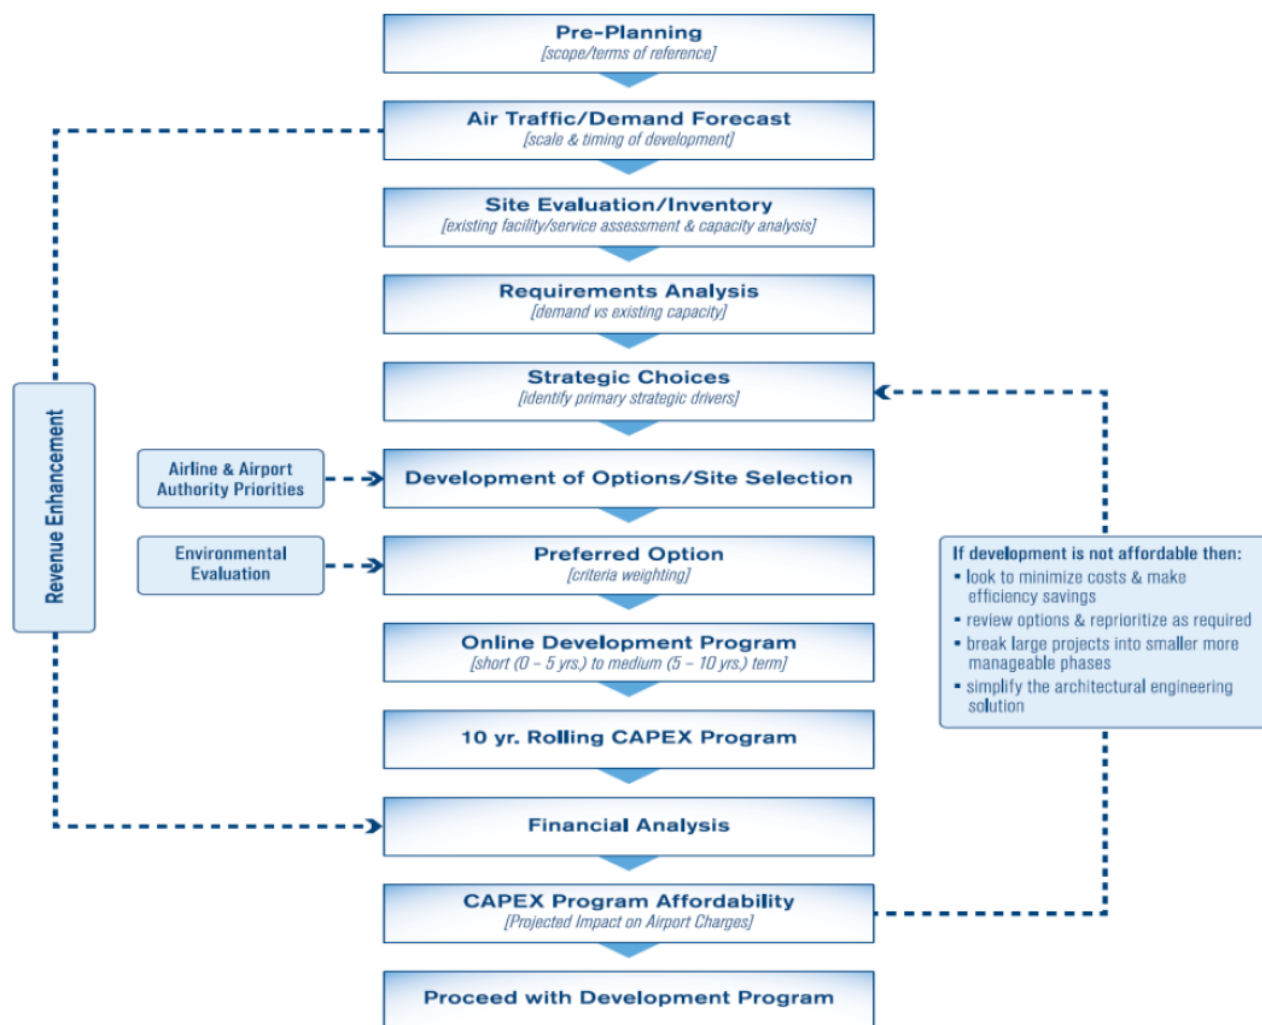 Pre-Planning
[scope/terms of reference]
Air Traffic/Demand Forecast
[scale & timing of development]
Site Evaluation/Inventory
[existing facility/service assessment & capacity analysis]
Requirements Analysis
[demand vs existing capacity]
Strategic Choices
[identify primary strategic drivers]
Revenue Enhancement
Airline & Airport
Authority Priorities
Development of Options/Site Selection
Environmental
Evaluation
Preferred Option
[criteria weighting]
If development is not affordable then:
▪ look to minimize costs & make
efficiency savings
▪ review options & reprioritize as required
▪ break large projects into smaller more
manageable phases
▪ simplify the architectural engineering
solution
Online Development Program
[short (0 – 5 yrs.) to medium (5 – 10 yrs.) term]
10 yr. Rolling CAPEX Program
Financial Analysis
CAPEX Program Affordability
[Projected Impact on Airport Charges]
Proceed with Development Program